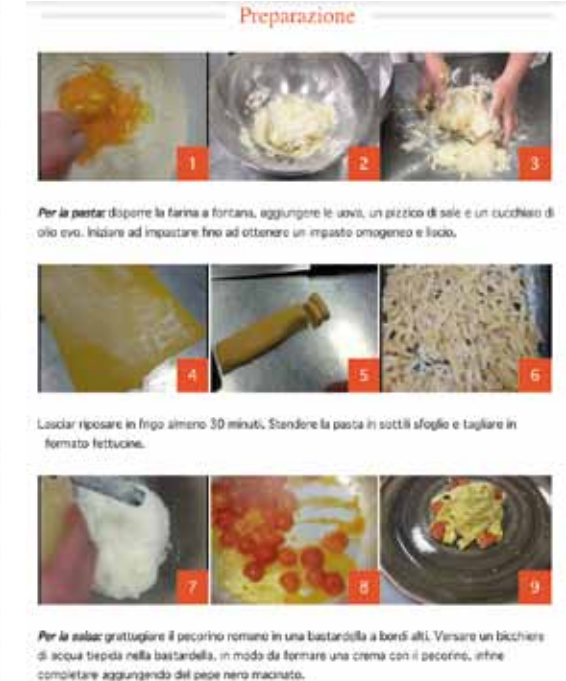 Preparazione
1 2 3
Per la pasta: disporre la farina a fontana, aggiungere le uova, un pizzico di sale e un cucchiaio di
olio evo. Iniziare ad impastare fino ad ottenere un impasto omogeneo e liscio.
4 5 6
Lasciar riposare in frigo almeno 30 minuti. Stendere la pasta in sottili sfoglie e tagliare in
formato fettucine.
7 8 9
Per la salsa: grattugiare il pecorino romano in una bastardella a bordi alti. Versare un bicchiere
di acqua tiepida nella bastardella, in modo da formare una crema con il pecorino, infine
completare aggiungendo del pepe nero macinato.